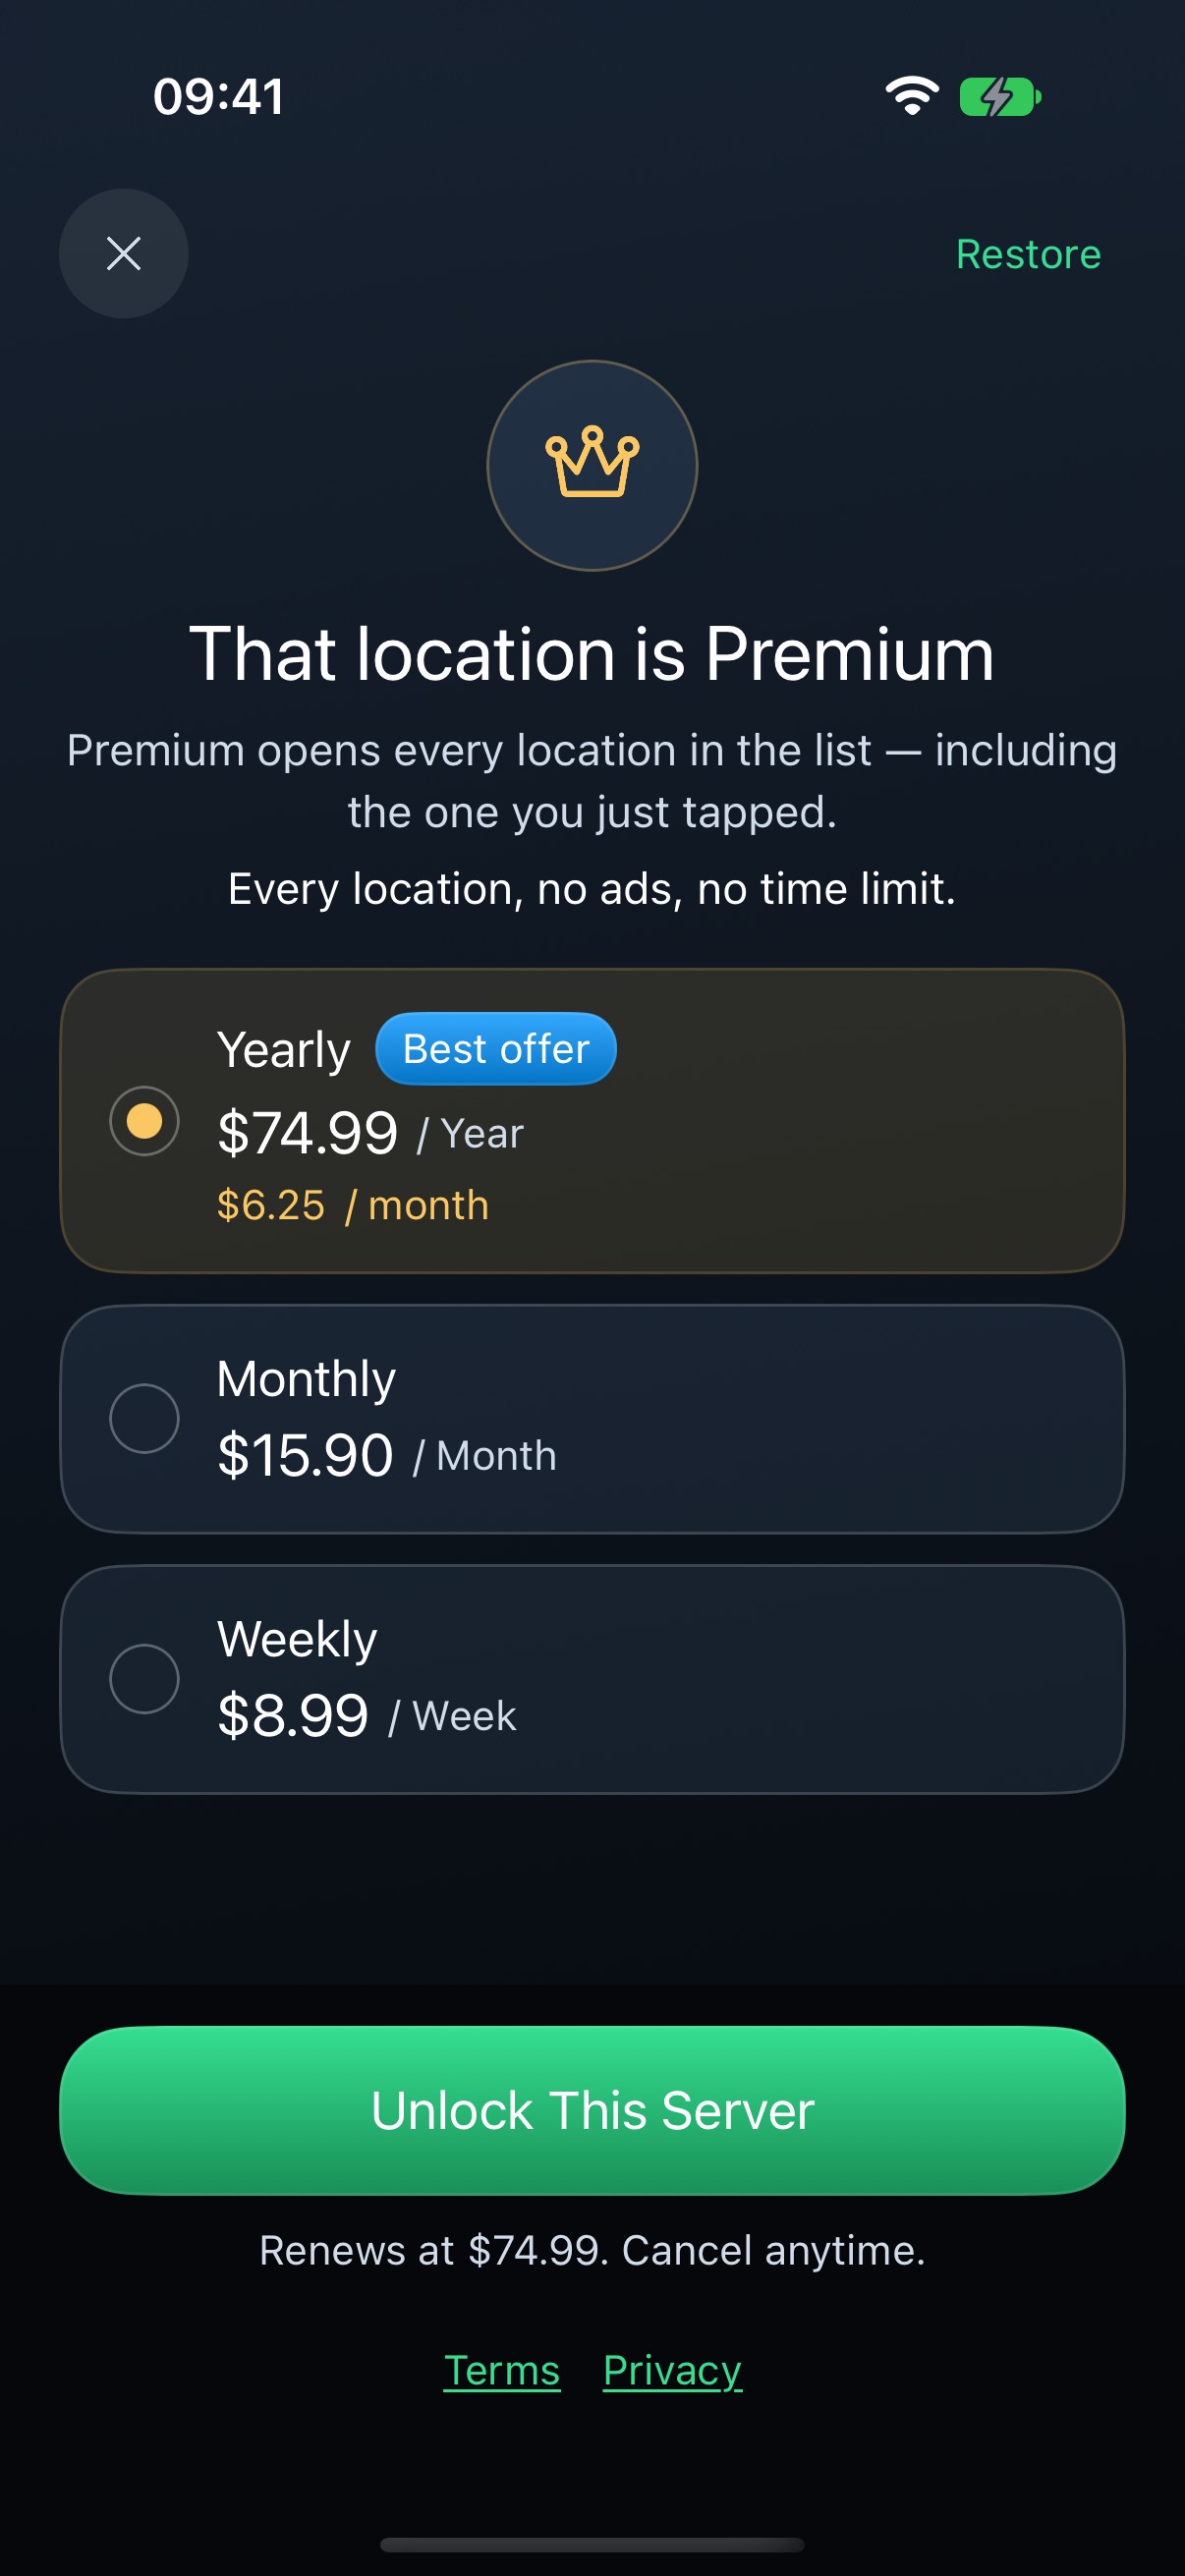 09:41
Restore
That location is Premium
Premium opens every location in the list — including
the one you just tapped.
Every location, no ads, no time limit.
Yearly Best offer
$74.99 / Year
$6.25 / month
Monthly
$15.90 / Month
Weekly
$8.99 / Week
Unlock This Server
Renews at $74.99. Cancel anytime.
Terms Privacy